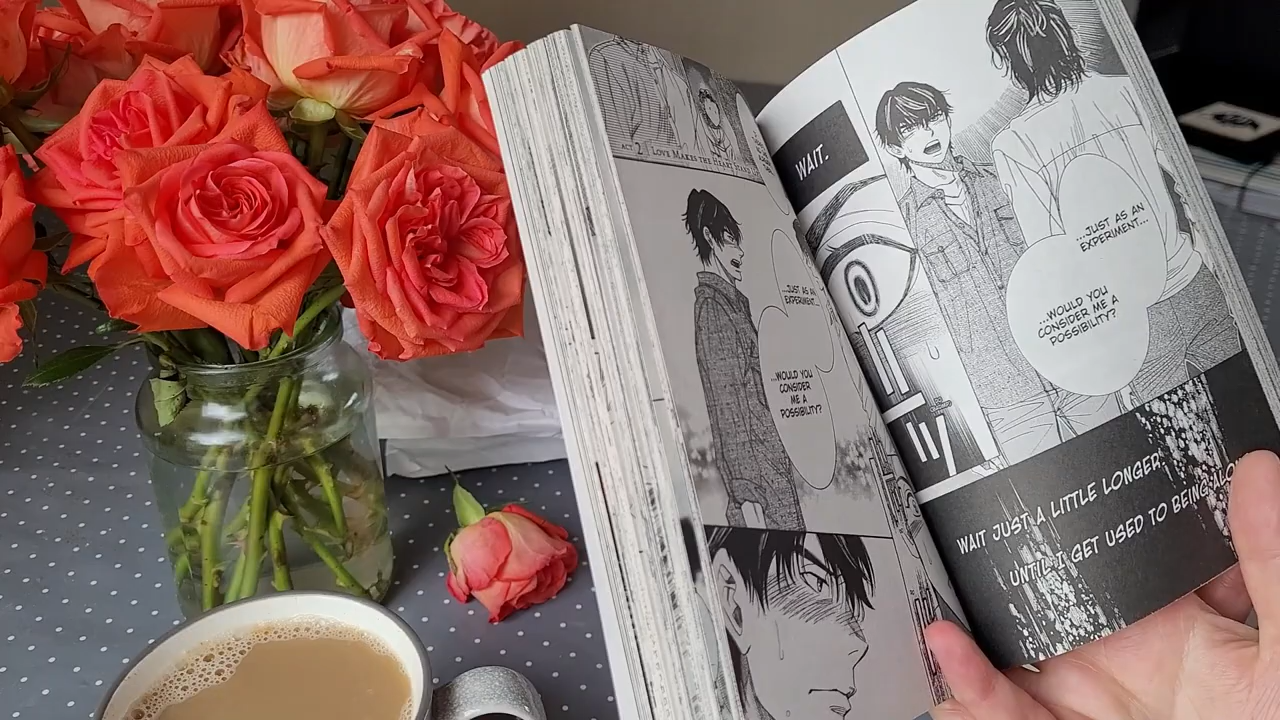 ACT 2 LOVE MAKES THE HEART
...JUST AS AN
EXPERIMENT...
...WOULD YOU
CONSIDER
ME A
POSSIBILITY?
WAIT.
...JUST AS AN
EXPERIMENT...
...WOULD YOU
CONSIDER ME A
POSSIBILITY?
WAIT JUST A LITTLE LONGER
UNTIL I GET USED TO BEING